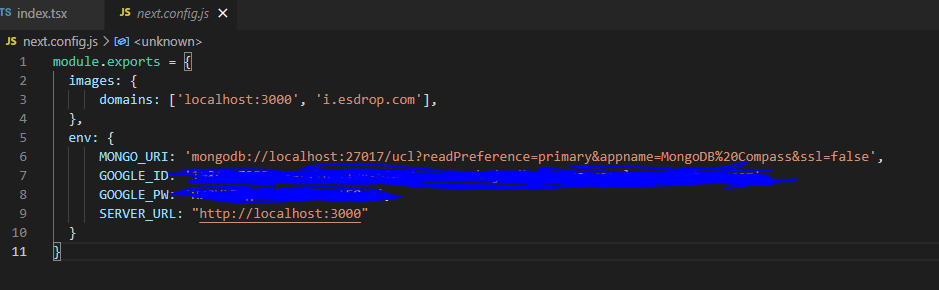 TS index.tsx JS next.config.js ×
JS next.config.js > <unknown>
1 module.exports = {
2 images: {
3 domains: ['localhost:3000', 'i.esdrop.com'],
4 },
5 env: {
6 MONGO_URI: 'mongodb://localhost:27017/ucl?readPreference=primary&appname=MongoDB%20Compass&ssl=false',
7 GOOGLE_ID:
8 GOOGLE_PW:
9 SERVER_URL: "http://localhost:3000"
10 }
11 }